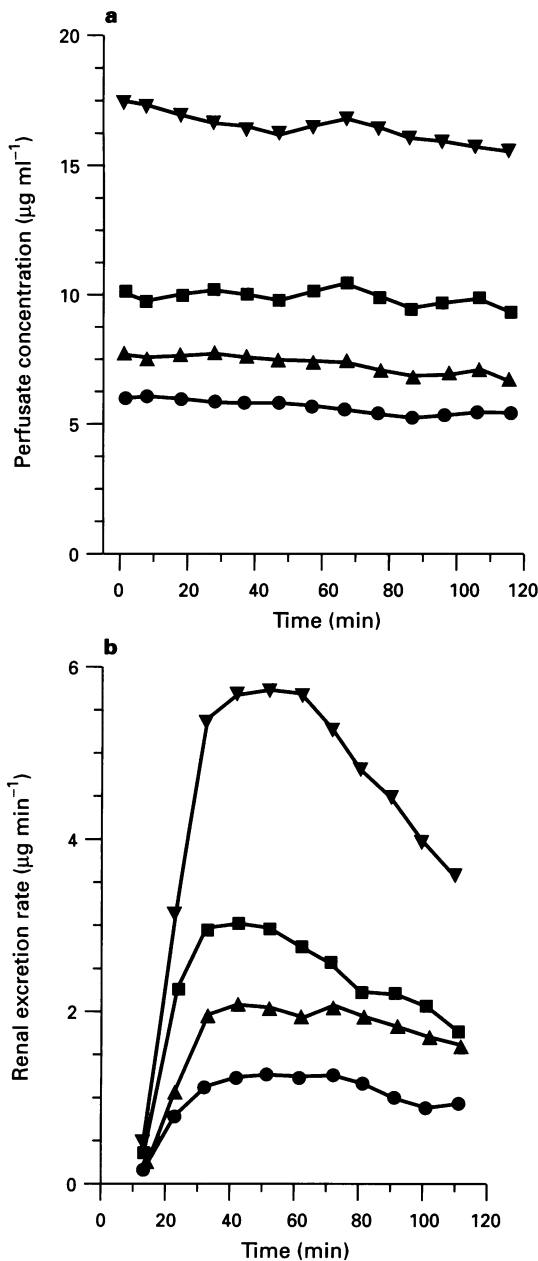 a
20
15
10
5
0
Perfusate concentration (μg ml⁻¹)
0 20 40 60 80 100 120
Time (min)
b
6
4
2
0
Renal excretion rate (μg min⁻¹)
0 20 40 60 80 100 120
Time (min)